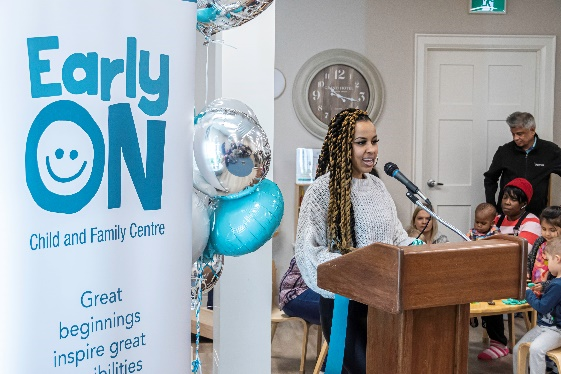 Early
ON
Child and Family Centre
Great
beginnings
inspire great